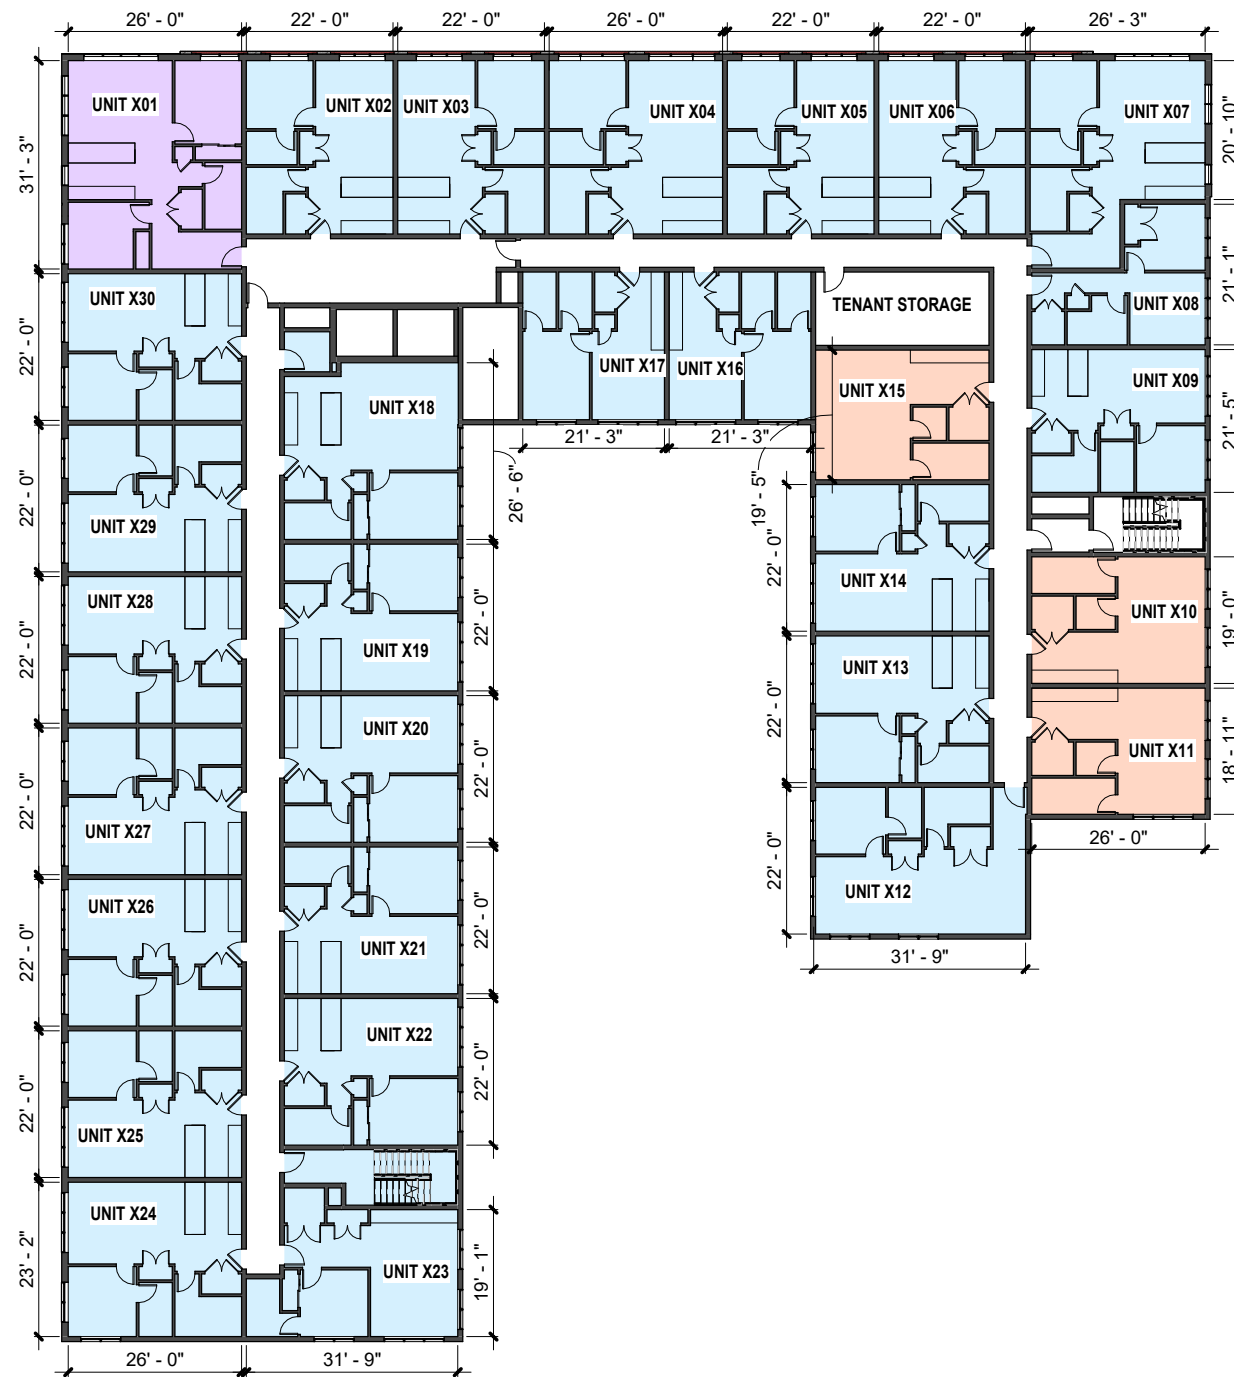 26' - 0"
22' - 0"
22' - 0"
26' - 0"
22' - 0"
22' - 0"
26' - 3"
UNIT X01
UNIT X02
UNIT X03
UNIT X04
UNIT X05
UNIT X06
UNIT X07
31' - 3"
20' - 10"
UNIT X30
TENANT STORAGE
UNIT X08
21' - 1"
22' - 0"
UNIT X17
UNIT X16
UNIT X15
UNIT X09
UNIT X18
21' - 5"
21' - 3"
21' - 3"
26' - 6"
19' - 5"
22' - 0"
UNIT X29
22' - 0"
UNIT X14
UNIT X28
22' - 0"
UNIT X19
22' - 0"
UNIT X10
19' - 0"
UNIT X13
22' - 0"
UNIT X20
22' - 0"
UNIT X11
18' - 11"
UNIT X27
22' - 0"
26' - 0"
UNIT X12
22' - 0"
UNIT X26
22' - 0"
UNIT X21
22' - 0"
31' - 9"
UNIT X22
22' - 0"
UNIT X25
22' - 0"
UNIT X24
23' - 2"
UNIT X23
19' - 1"
26' - 0"
31' - 9"